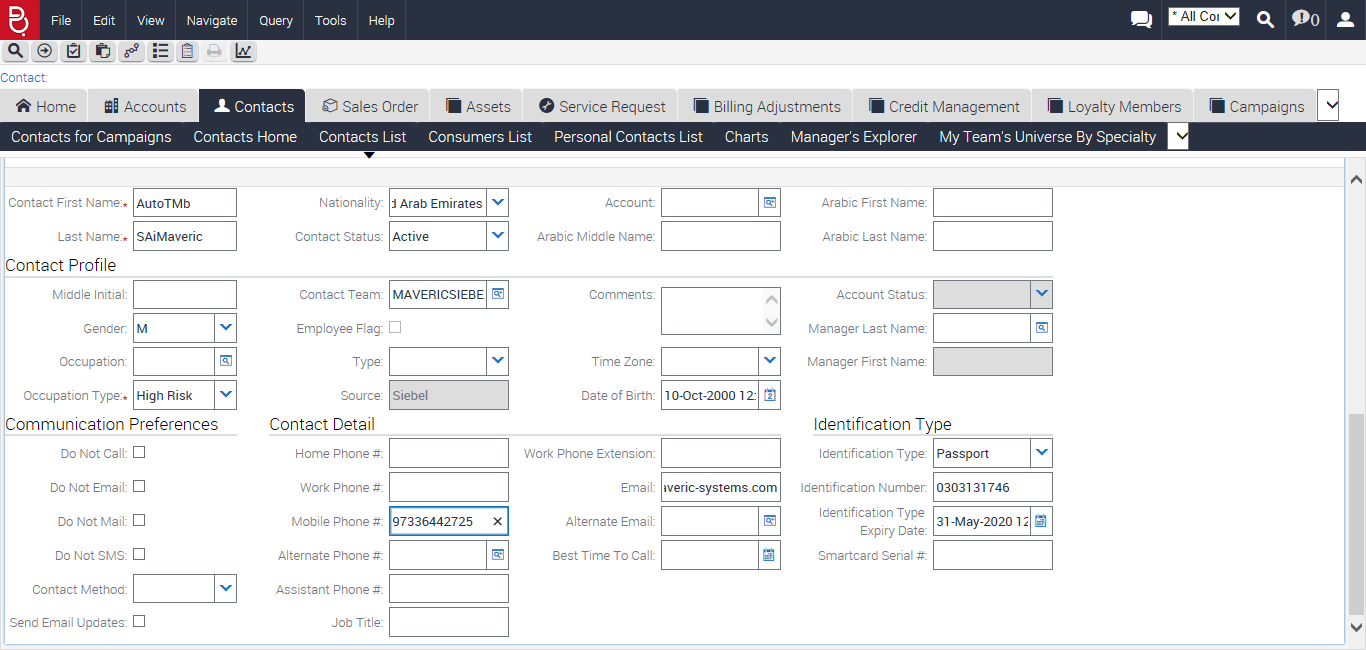 File Edit View Navigate Query Tools Help * All Cor 0
Contact:
Home Accounts Contacts Sales Order Assets Service Request Billing Adjustments Credit Management Loyalty Members Campaigns
Contacts for Campaigns Contacts Home Contacts List Consumers List Personal Contacts List Charts Manager's Explorer My Team's Universe By Specialty
Contact First Name:* AutoTMb Nationality: d Arab Emirates Account: Arabic First Name:
Last Name:* SAiMaveric Contact Status: Active Arabic Middle Name: Arabic Last Name:
Contact Profile
Middle Initial: Contact Team: MAVERICSIEBE Comments: Account Status:
Gender: M Employee Flag: Manager Last Name:
Occupation: Type: Time Zone: Manager First Name:
Occupation Type:* High Risk Source: Siebel Date of Birth: 10-Oct-2000 12:
Communication Preferences Contact Detail Identification Type
Do Not Call: Home Phone #: Work Phone Extension: Identification Type: Passport
Do Not Email: Work Phone #: Email: averic-systems.com Identification Number: 0303131746
Do Not Mail: Mobile Phone #: 97336442725 Alternate Email: Identification Type
Expiry Date: 31-May-2020 12
Do Not SMS: Alternate Phone #: Best Time To Call: Smartcard Serial #:
Contact Method: Assistant Phone #:
Send Email Updates: Job Title: